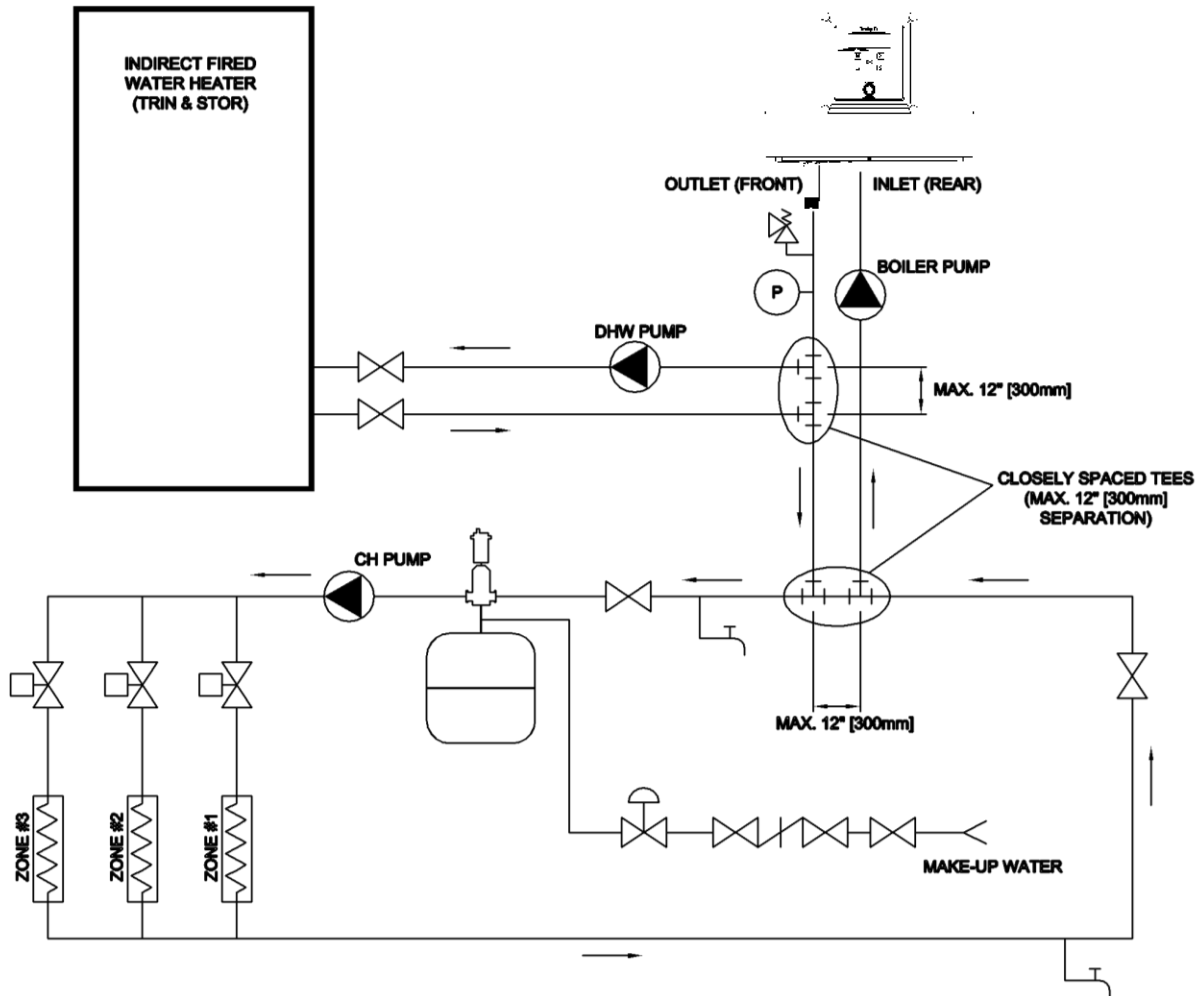 INDIRECT FIRED
WATER HEATER
(TRIN & STOR)
OUTLET (FRONT)
INLET (REAR)
BOILER PUMP
P
DHW PUMP
MAX. 12" [300mm]
CLOSELY SPACED TEES
(MAX. 12" [300mm]
SEPARATION)
CH PUMP
MAX. 12" [300mm]
ZONE #3
ZONE #2
ZONE #1
MAKE-UP WATER